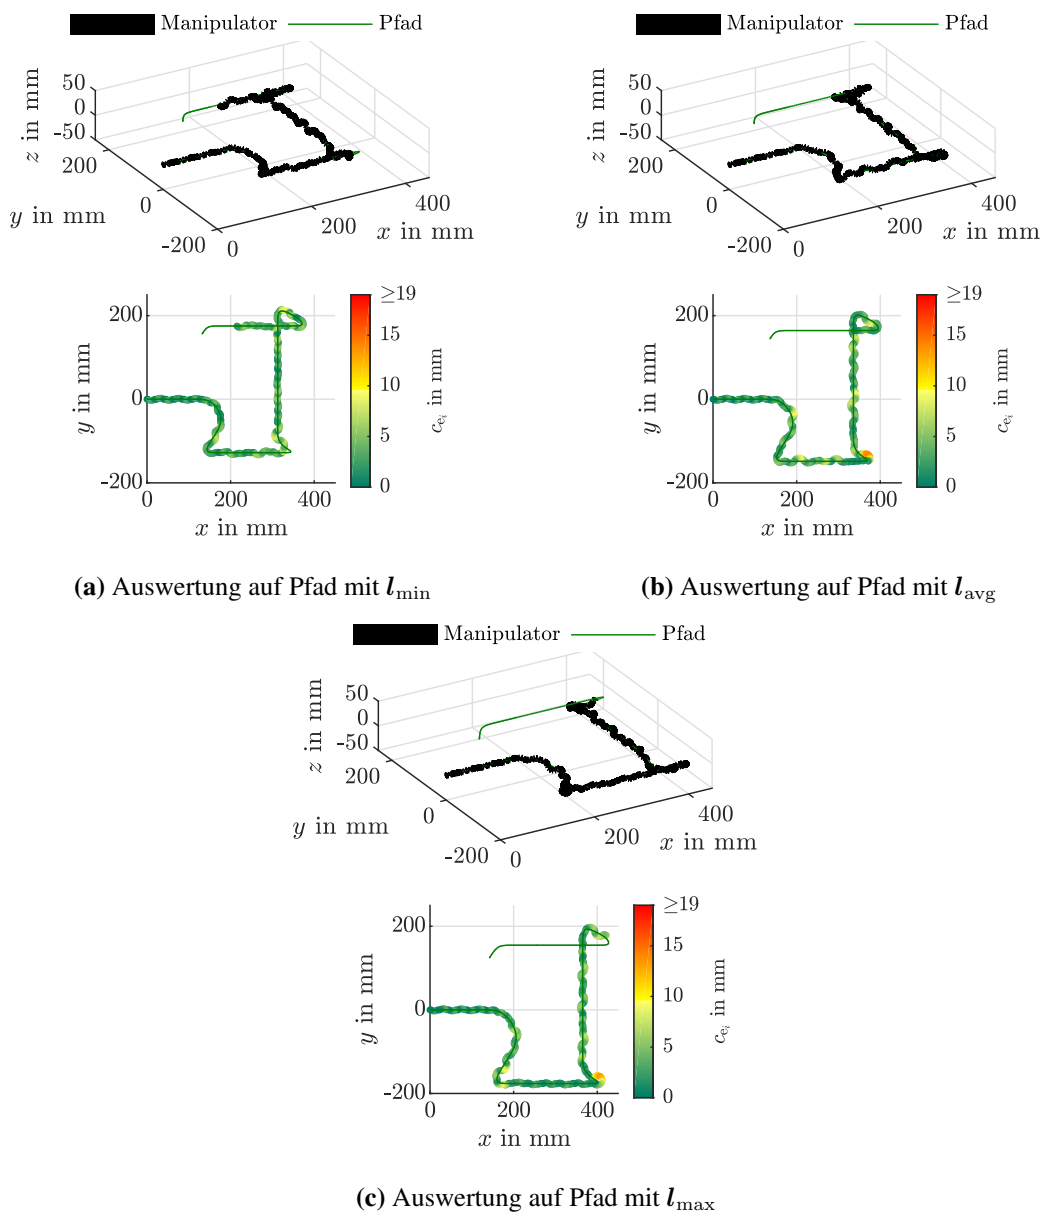 Manipulator Pfad
50
0
-50
z in mm
200
0
-200
y in mm
0
200
400
x in mm
200
0
-200
y in mm
0 200 400
x in mm
≥19
15
10
5
0
c_{e_i} in mm
(a) Auswertung auf Pfad mit l_min
Manipulator Pfad
50
0
-50
z in mm
200
0
-200
y in mm
0
200
400
x in mm
200
0
-200
y in mm
0 200 400
x in mm
≥19
15
10
5
0
c_{e_i} in mm
(b) Auswertung auf Pfad mit l_avg
Manipulator Pfad
50
0
-50
z in mm
200
0
-200
y in mm
0
200
400
x in mm
200
0
-200
y in mm
0 200 400
x in mm
≥19
15
10
5
0
c_{e_i} in mm
(c) Auswertung auf Pfad mit l_max